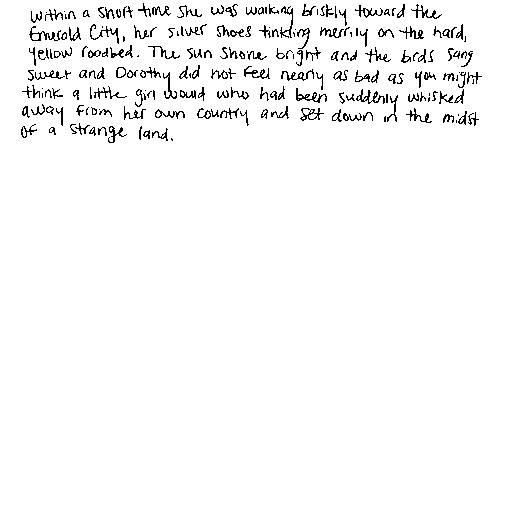 Within a short time she was walking briskly toward the
Emerald City, her silver shoes tinkling merrily on the hard,
yellow roadbed. The sun shone bright and the birds sang
sweet and Dorothy did not feel nearly as bad as you might
think a little girl would who had been suddenly whisked
away from her own country and set down in the midst
of a strange land.